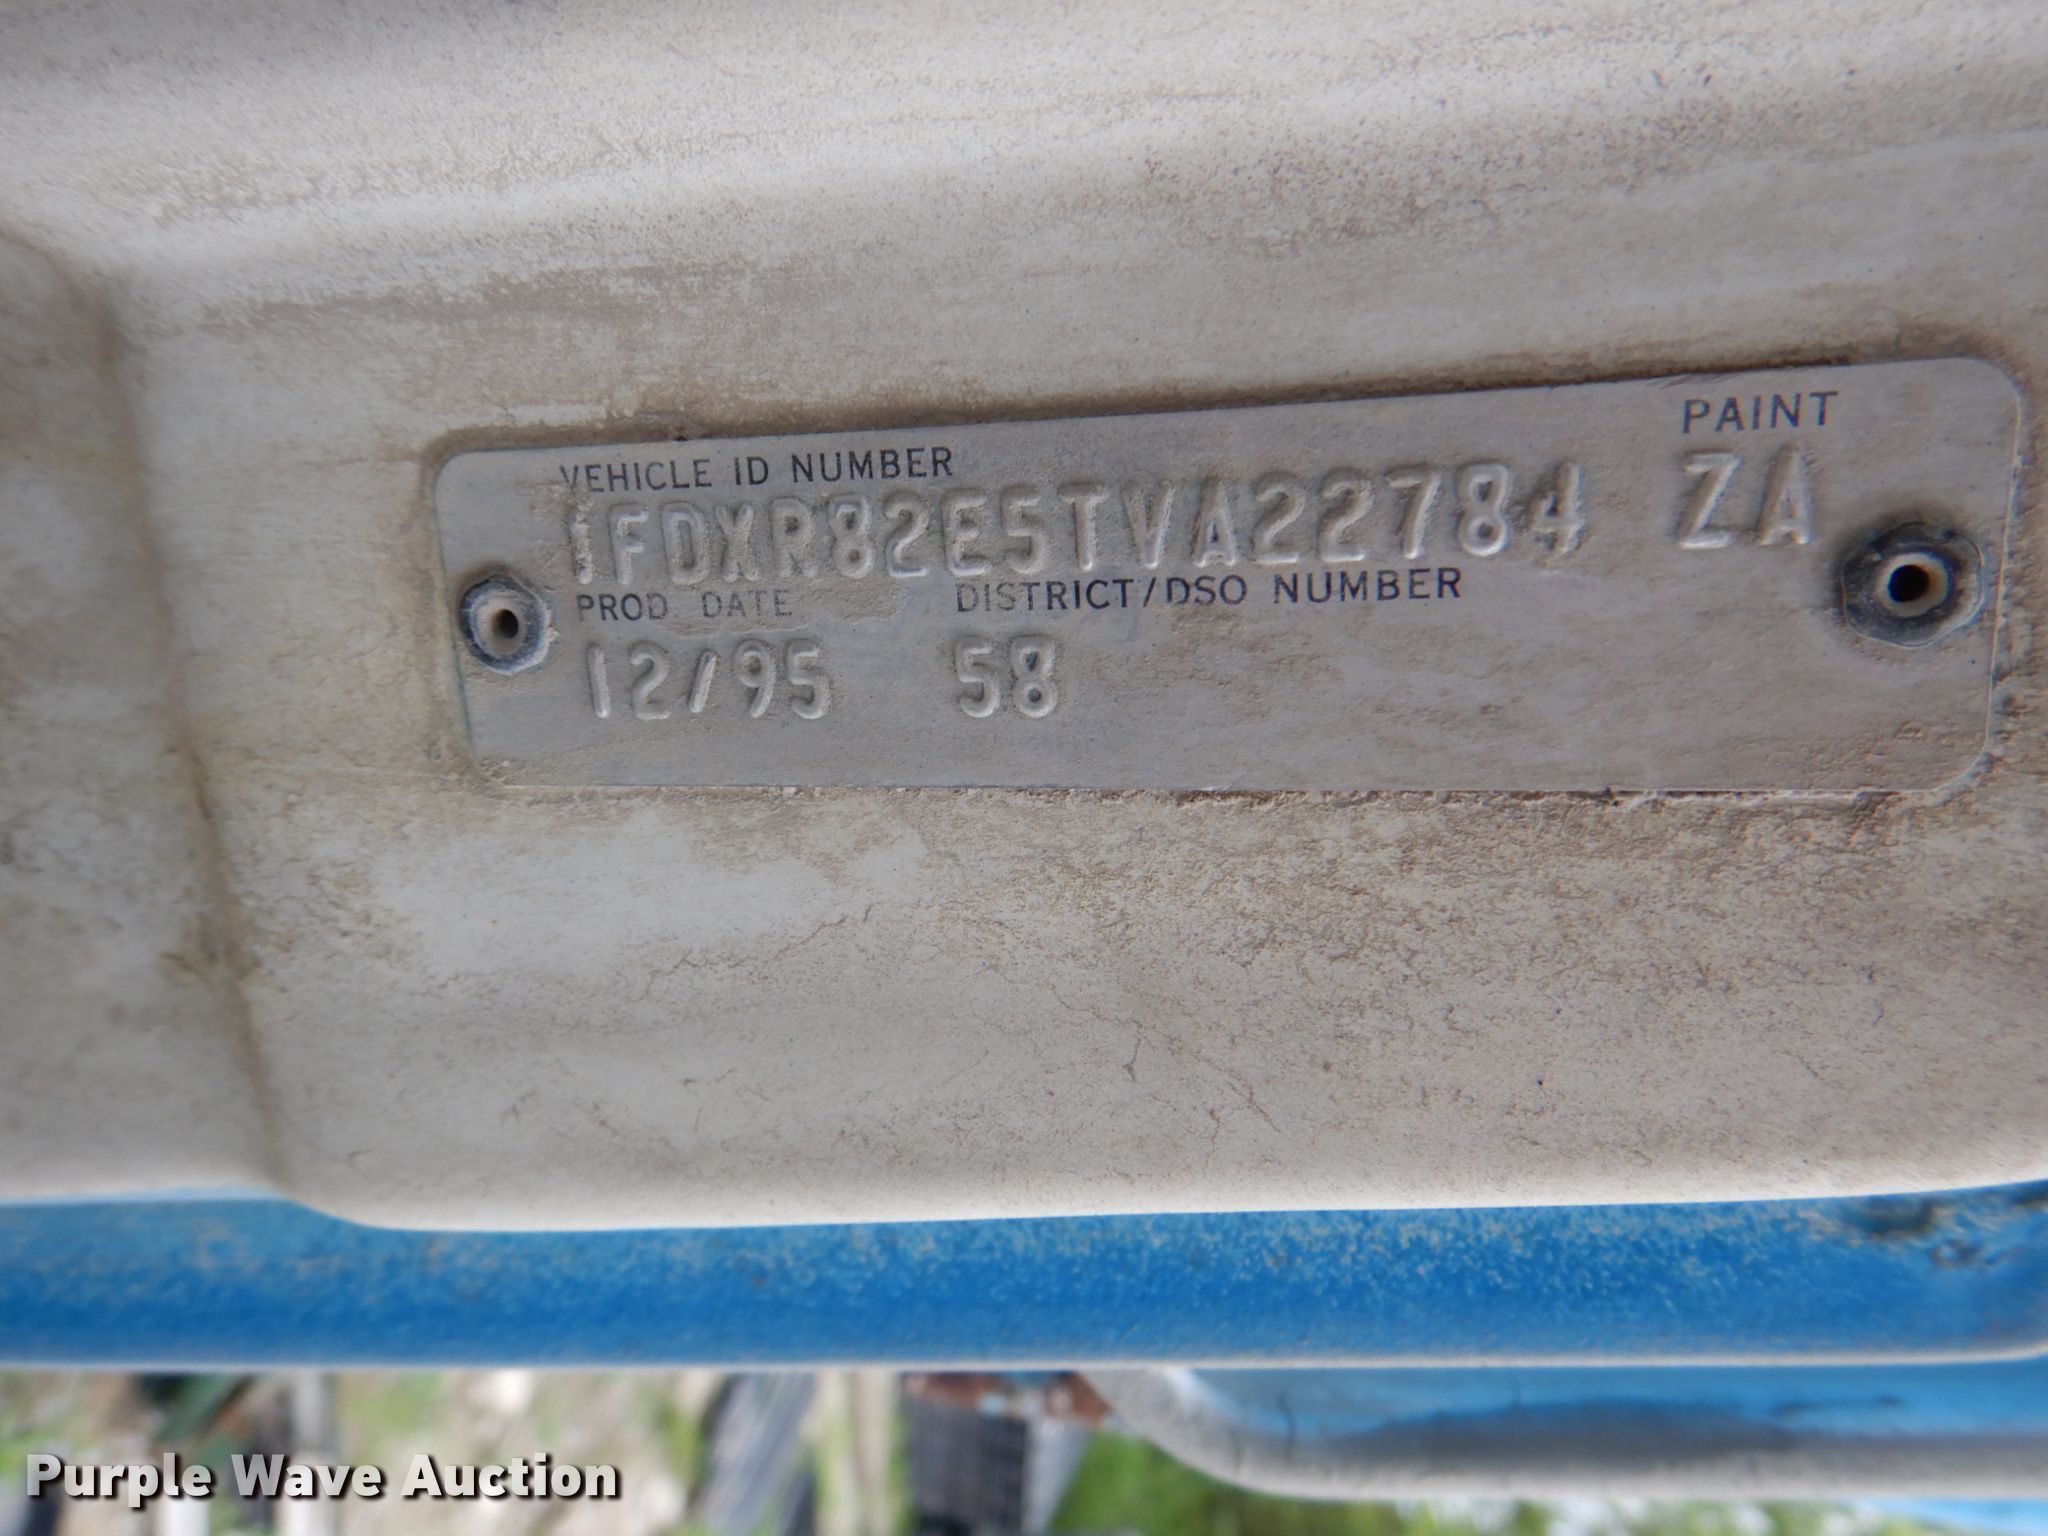 PAINT
VEHICLE ID NUMBER
1FDXR82E5TVA22784 ZA
PROD. DATE DISTRICT/DSO NUMBER
12/95 58
Purple Wave Auction